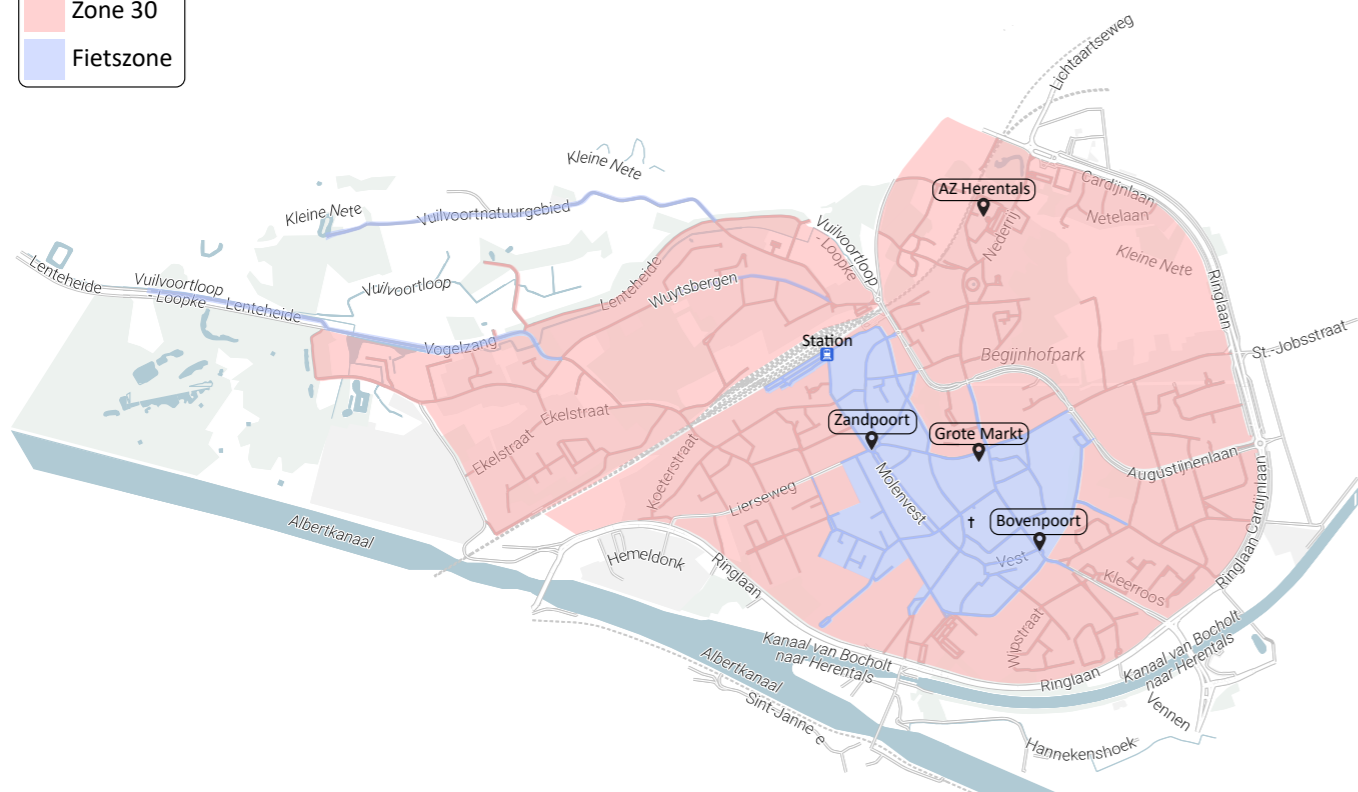 Zone 30
Fietszone
Lichtaartseweg
Kleine Nete
AZ Herentals
Cardijnlaan
Netelaan
Nederrij
Kleine Nete
Kleine Nete
Vuilvoortnatuurgebied
Vuilvoortloop
- Loopke
Lenteheide
Vuilvoortloop
- Loopke
Lenteheide
Vuilvoortloop
Lenteheide
Wuytsbergen
Ringlaan
St.-Jobsstraat
Station
Vogelzang
Begijnhofpark
Ekelstraat
Ekelstraat
Zandpoort
Grote Markt
Koeterstraat
Lierseweg
Molenvest
Augustijnenlaan
Albertkanaal
Bovenpoort
Vest
Ringlaan Cardijnlaan
Hemeldonk
Ringlaan
Kleerroos
Wipstraat
Kanaal van Bocholt
naar Herentals
Albertkanaal
Ringlaan
Kanaal van Bocholt
naar Herentals
Vennen
Hannekenshoek